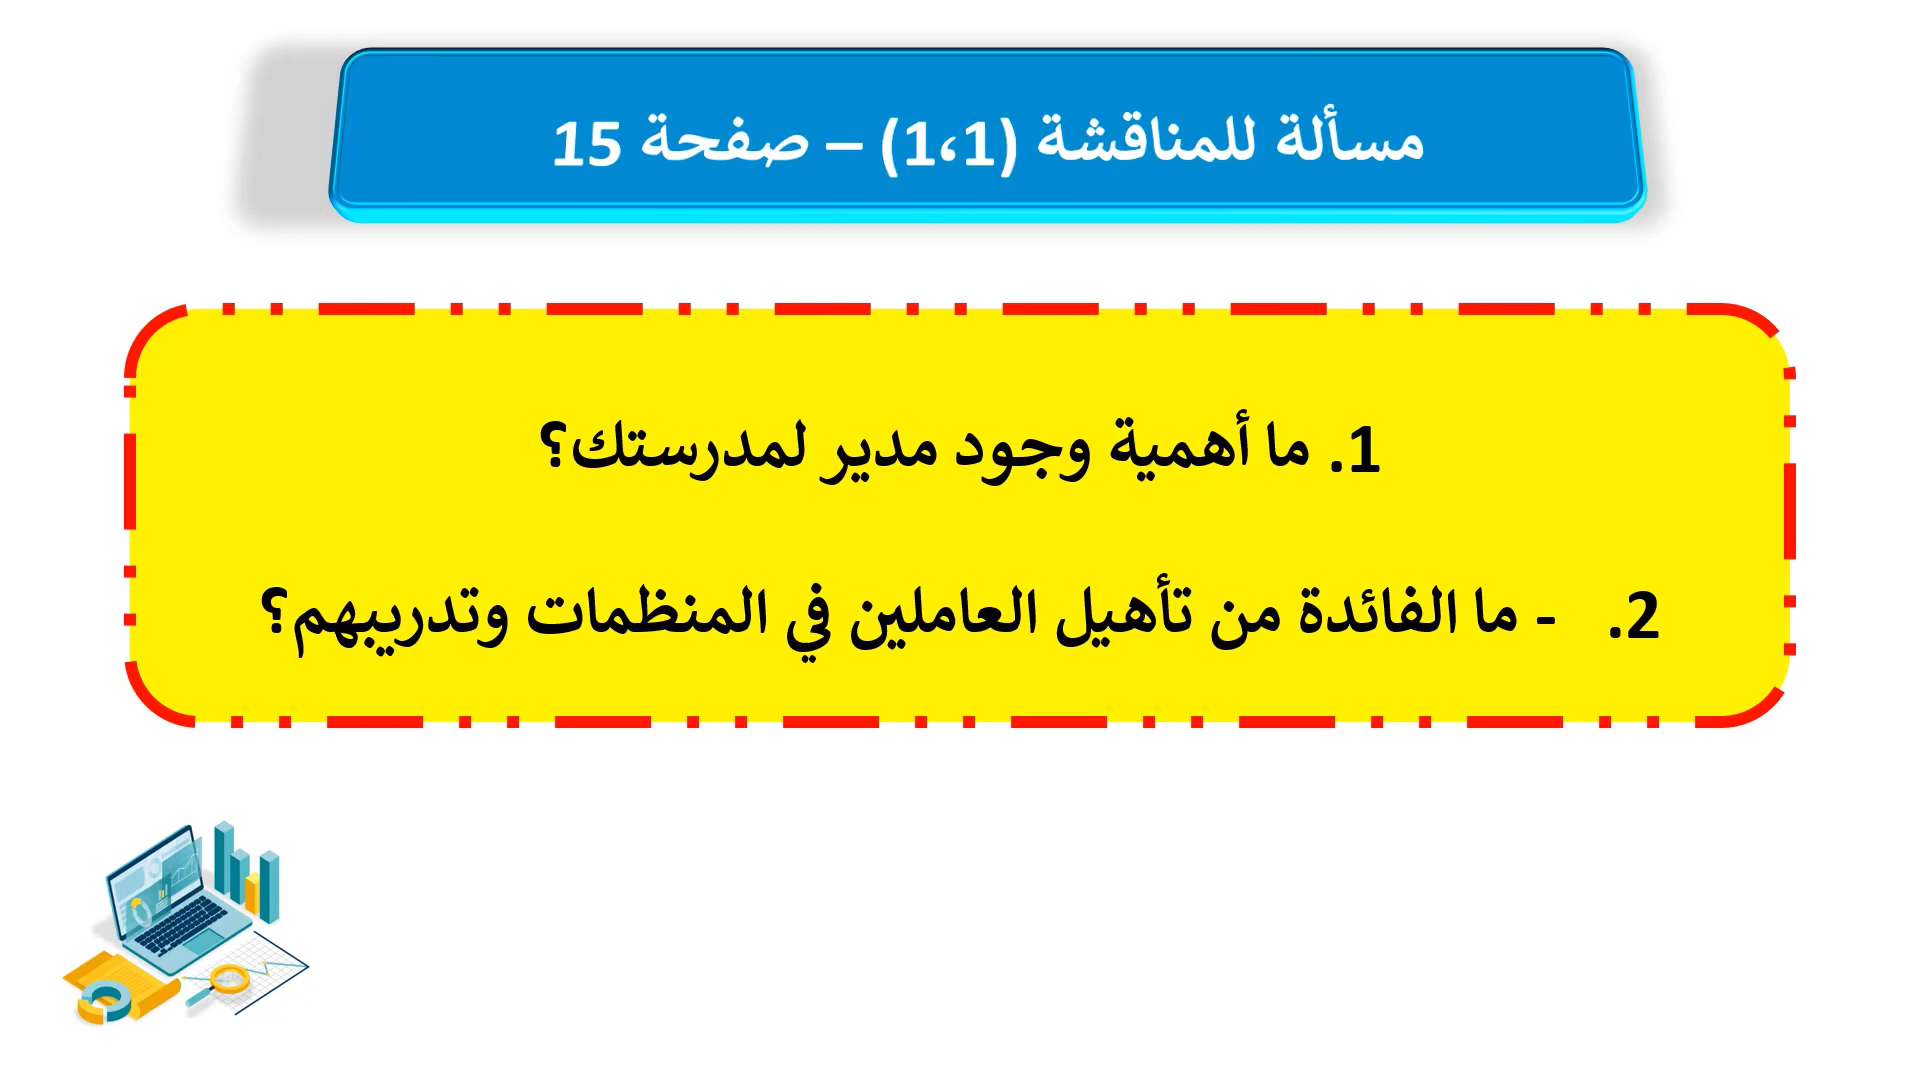 مسألة للمناقشة (1،1) – صفحة 15
1. ما أهمية وجود مدير لمدرستك؟
2. - ما الفائدة من تأهيل العاملين في المنظمات وتدريبهم؟